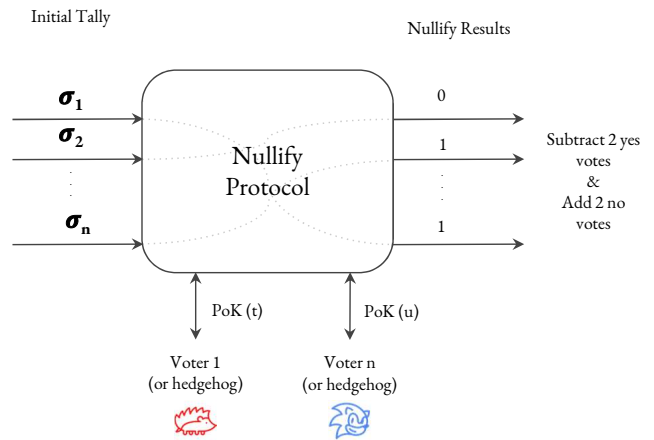 Initial Tally
Nullify Results
σ1
0
σ2
1
Nullify
Protocol
Subtract 2 yes
votes
&
Add 2 no
votes
σn
1
PoK (t)
PoK (u)
Voter 1
(or hedgehog)
Voter n
(or hedgehog)